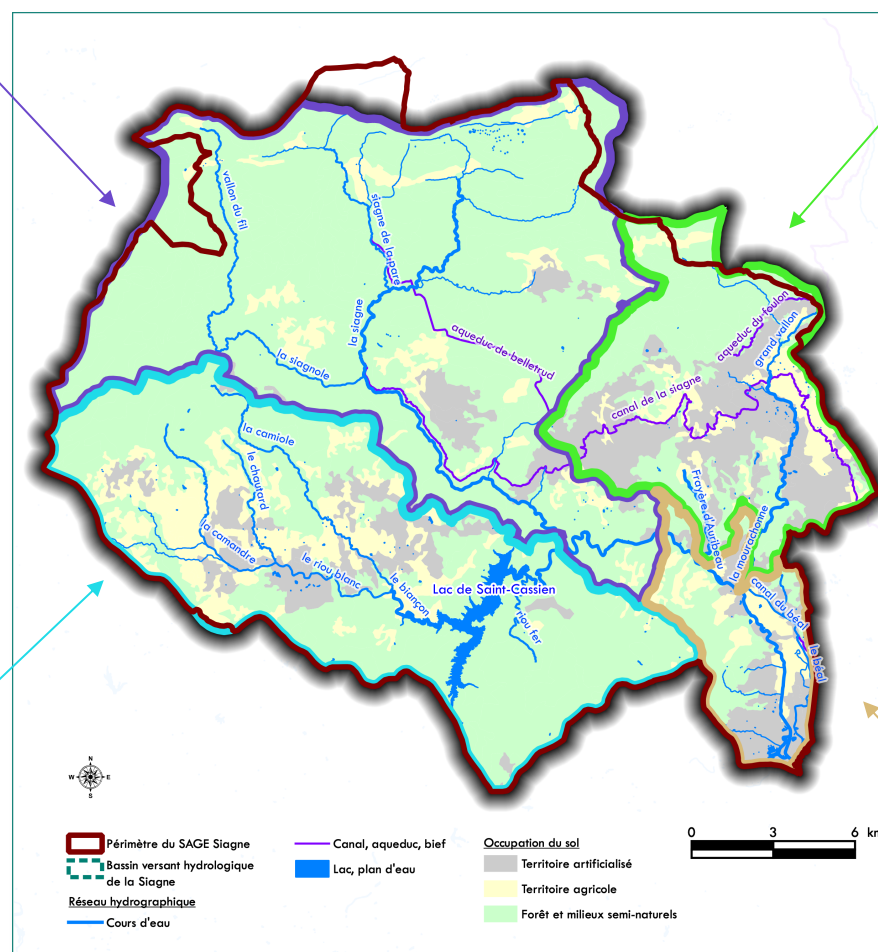 vallon du fil
siagne de la pare
la siagne
la siagnole
aqueduc de belletrud
aqueduc du foulon
grand vallon
canal de la siagne
la camiole
le chautard
la camandre
le riou blanc
le biançon
Lac de Saint-Cassien
riou fer
Frayère d'Auribeau
la mourachonne
canal du béal
le béal
N
W E
S
Périmètre du SAGE Siagne
Bassin versant hydrologique
de la Siagne
Réseau hydrographique
Cours d'eau
Canal, aqueduc, bief
Lac, plan d'eau
Occupation du sol
Territoire artificialisé
Territoire agricole
Forêt et milieux semi-naturels
0 3 6 km